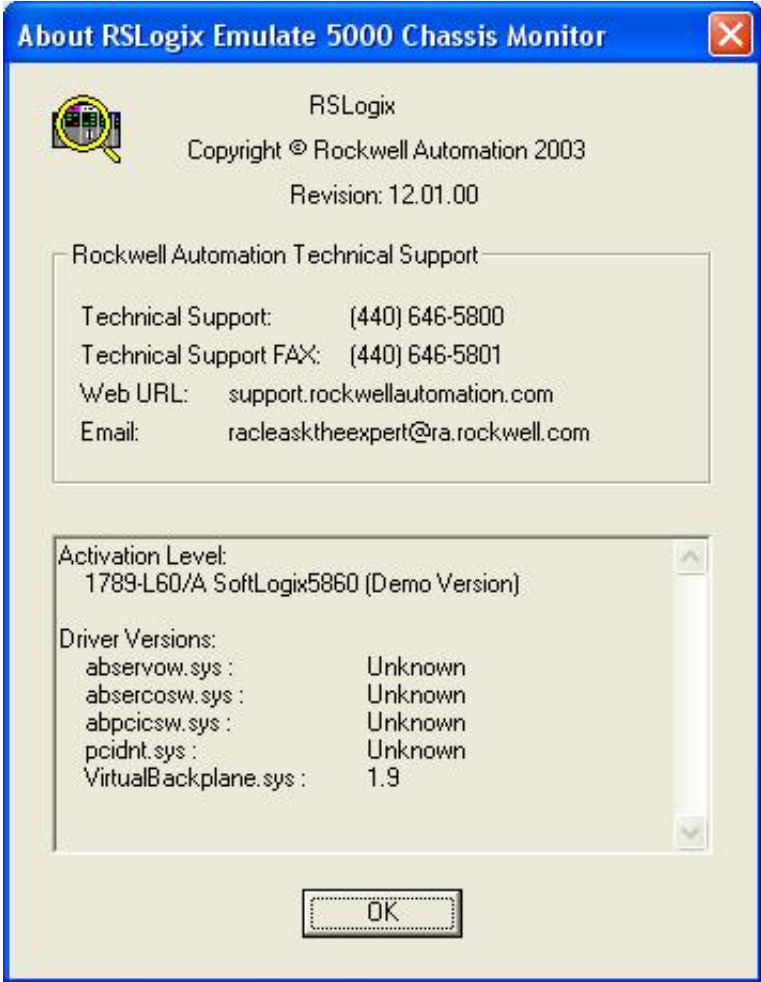 About RSLogix Emulate 5000 Chassis Monitor
RSLogix
Copyright © Rockwell Automation 2003
Revision: 12.01.00
Rockwell Automation Technical Support
Technical Support: (440) 646-5800
Technical Support FAX: (440) 646-5801
Web URL: support.rockwellautomation.com
Email: racleasktheexpert@ra.rockwell.com
Activation Level:
1789-L60/A SoftLogix5860 (Demo Version)
Driver Versions:
abservow.sys : Unknown
absercosw.sys : Unknown
abpcicsw.sys : Unknown
pcidnt.sys : Unknown
VirtualBackplane.sys : 1.9
OK